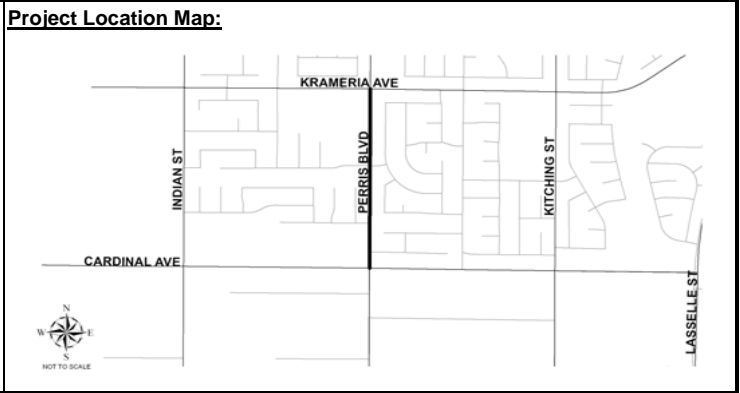 Project Location Map:
KRAMERIA AVE
INDIAN ST
PERRIS BLVD
KITCHING ST
CARDINAL AVE
LASSELLE ST
N
W E
S
NOT TO SCALE